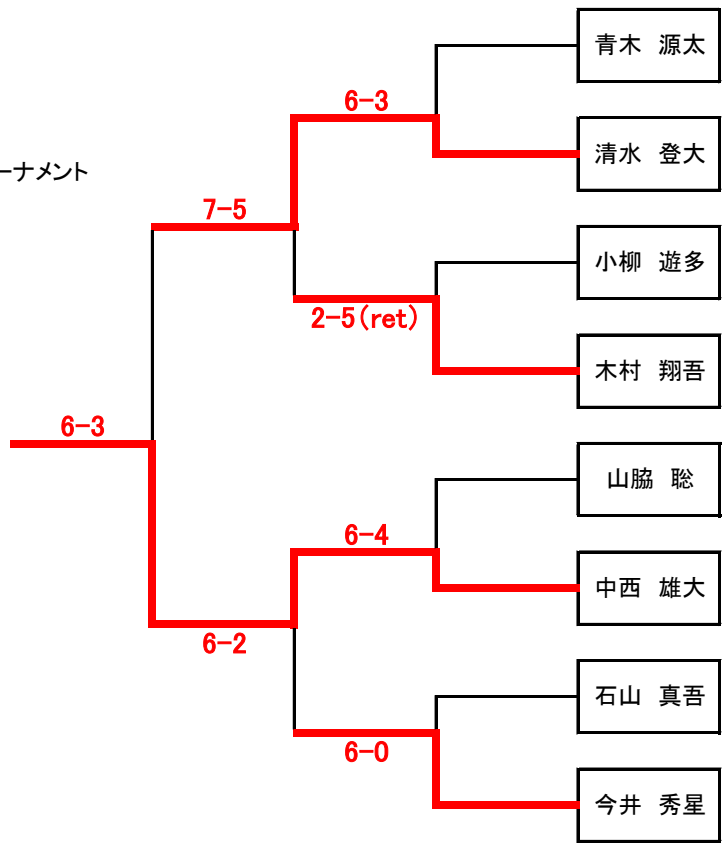 青木　源太
6-3
清水　登大
ーナメント
7-5
小柳　遊多
2-5(ret)
木村　翔吾
6-3
山脇　聡
6-4
中西　雄大
6-2
石山　真吾
6-0
今井　秀星